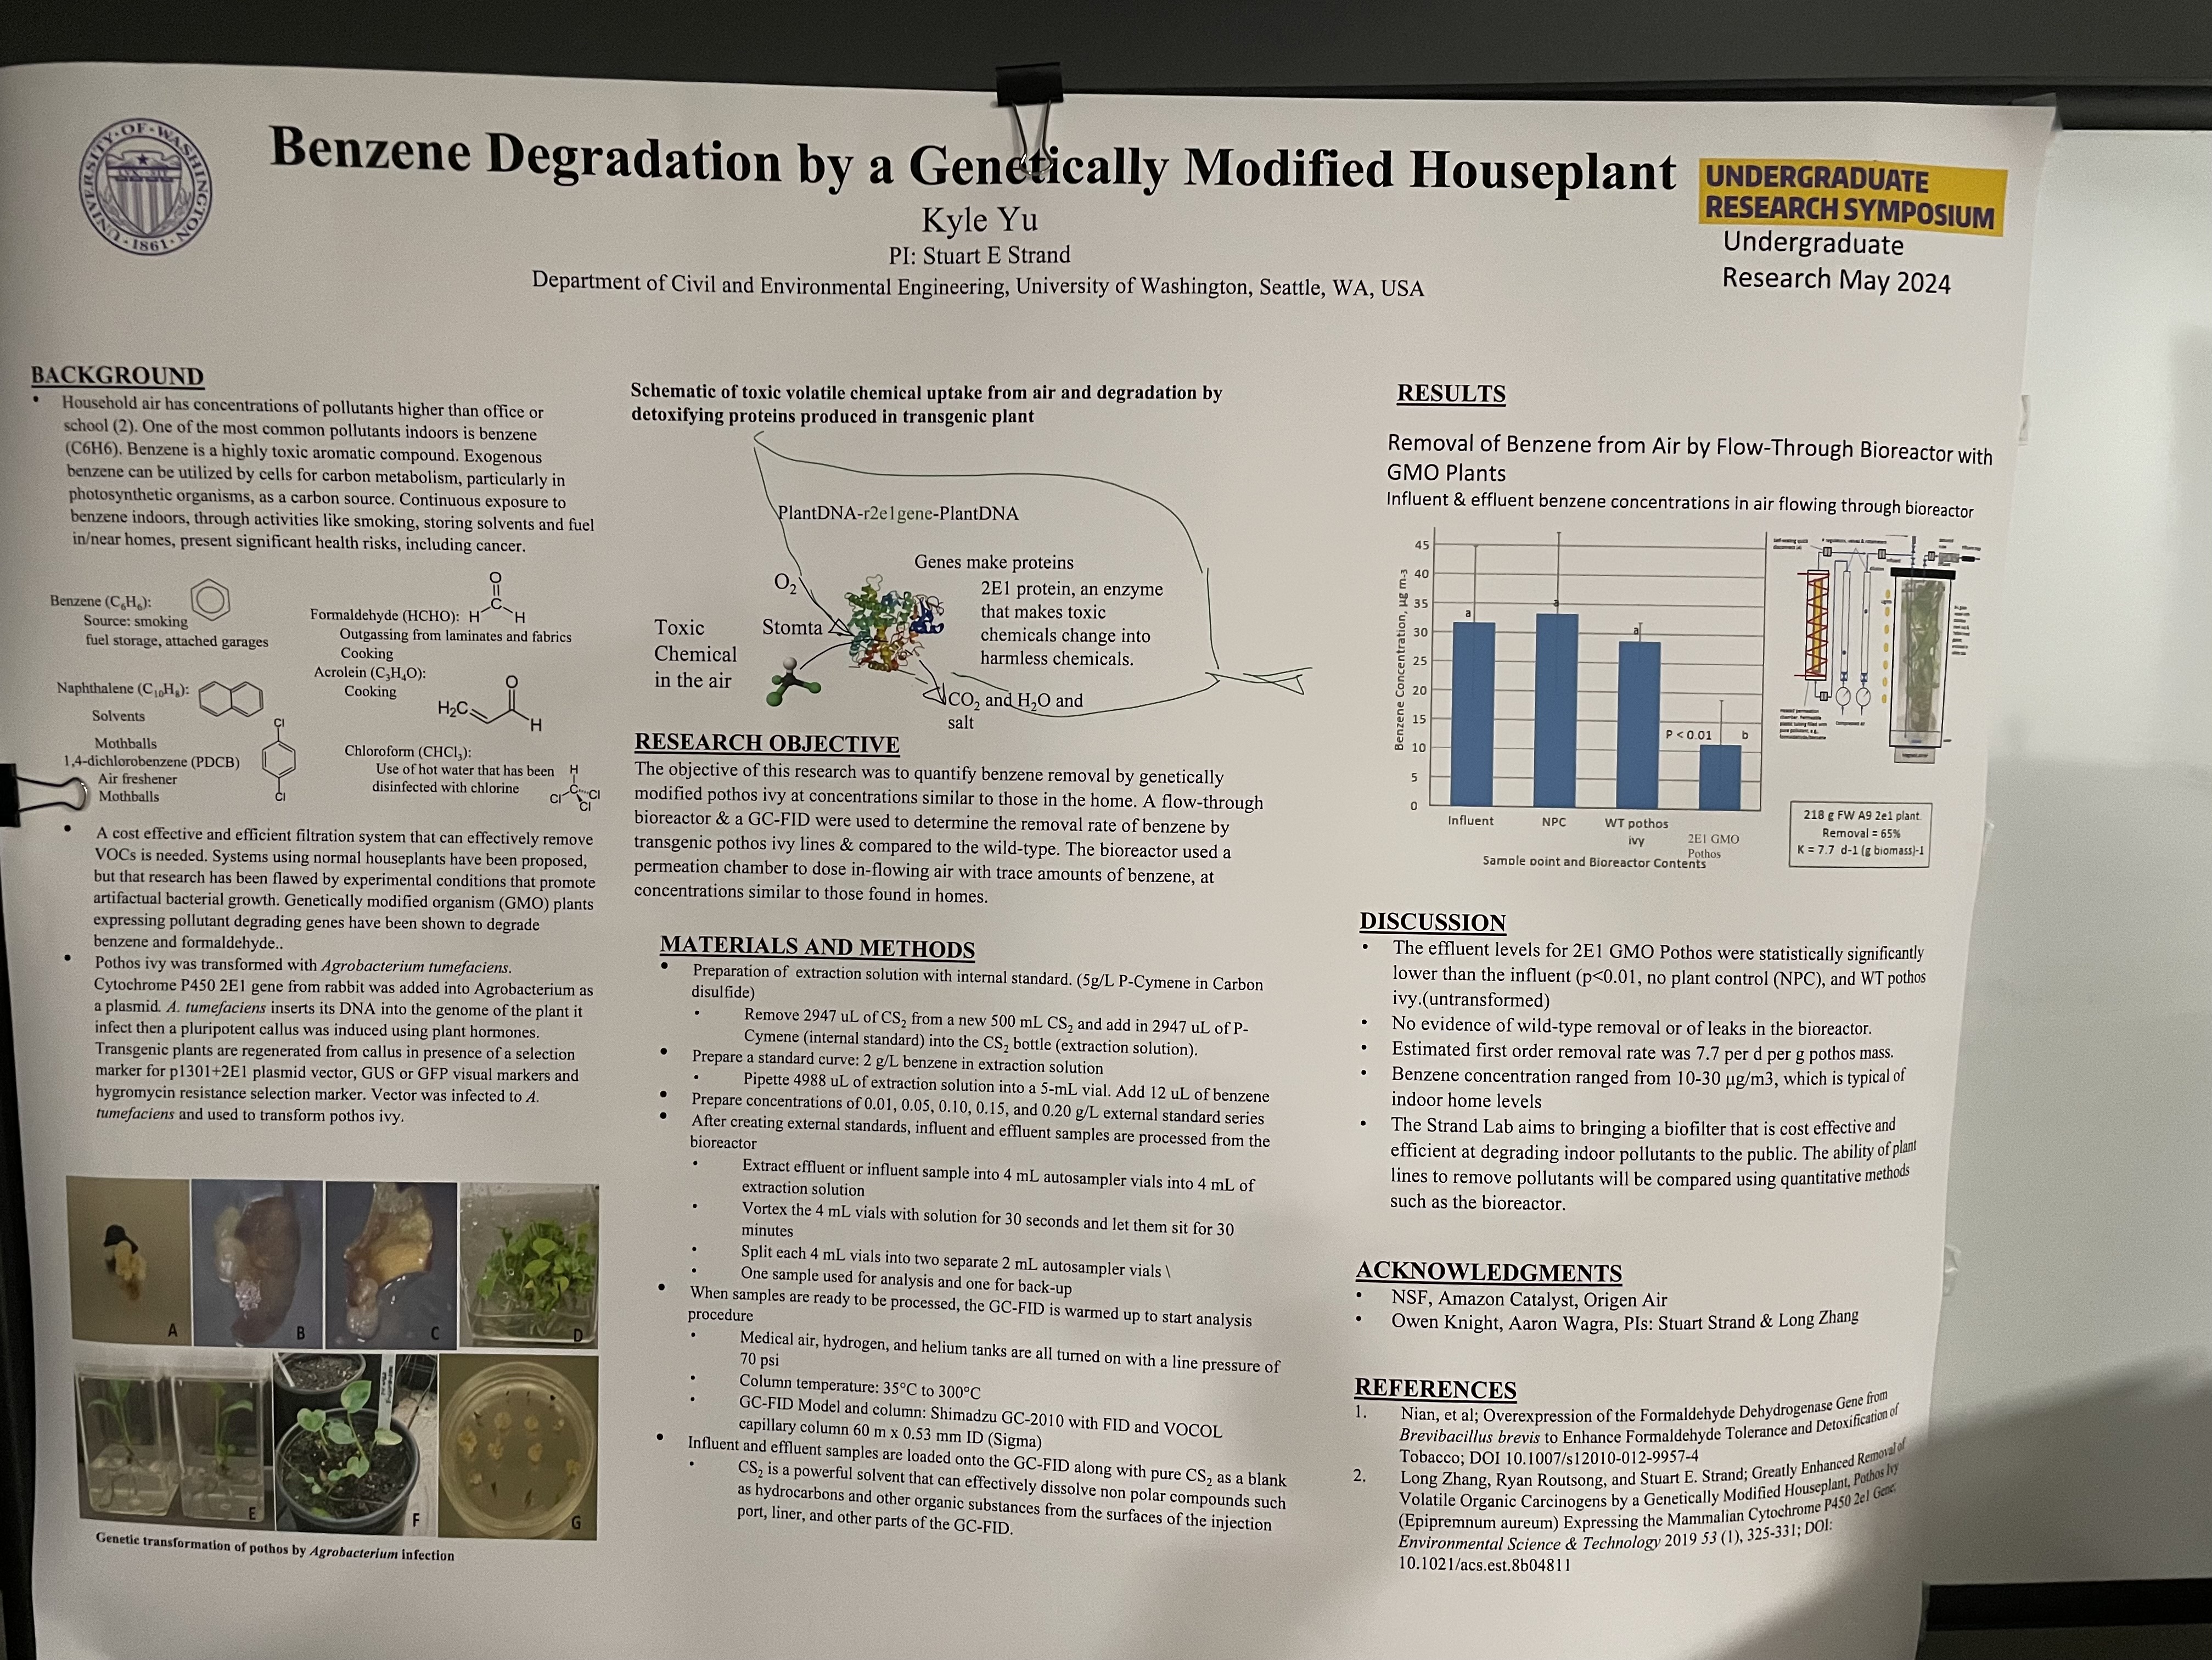 UNIVERSITY·OF·WASHINGTON
·1861·
Benzene Degradation by a Genetically Modified Houseplant
Kyle Yu
PI: Stuart E Strand
Department of Civil and Environmental Engineering, University of Washington, Seattle, WA, USA
UNDERGRADUATE
RESEARCH SYMPOSIUM
Undergraduate
Research May 2024
BACKGROUND
• Household air has concentrations of pollutants higher than office or
school (2). One of the most common pollutants indoors is benzene
(C6H6). Benzene is a highly toxic aromatic compound. Exogenous
benzene can be utilized by cells for carbon metabolism, particularly in
photosynthetic organisms, as a carbon source. Continuous exposure to
benzene indoors, through activities like smoking, storing solvents and fuel
in/near homes, present significant health risks, including cancer.
Benzene (C₆H₆):
Source: smoking
fuel storage, attached garages
Formaldehyde (HCHO):
O
C
H H
Outgassing from laminates and fabrics
Cooking
Acrolein (C₃H₄O):
Cooking
O
H₂C
H
Naphthalene (C₁₀H₈):
Solvents
Mothballs
1,4-dichlorobenzene (PDCB)
Air freshener
Mothballs
Cl
Cl
Chloroform (CHCl₃):
Use of hot water that has been
disinfected with chlorine
H
C
Cl Cl
Cl
• A cost effective and efficient filtration system that can effectively remove
VOCs is needed. Systems using normal houseplants have been proposed,
but that research has been flawed by experimental conditions that promote
artifactual bacterial growth. Genetically modified organism (GMO) plants
expressing pollutant degrading genes have been shown to degrade
benzene and formaldehyde..
• Pothos ivy was transformed with Agrobacterium tumefaciens.
Cytochrome P450 2E1 gene from rabbit was added into Agrobacterium as
a plasmid. A. tumefaciens inserts its DNA into the genome of the plant it
infect then a pluripotent callus was induced using plant hormones.
Transgenic plants are regenerated from callus in presence of a selection
marker for p1301+2E1 plasmid vector, GUS or GFP visual markers and
hygromycin resistance selection marker. Vector was infected to A.
tumefaciens and used to transform pothos ivy.
A
B
C
D
E
F
G
Genetic transformation of pothos by Agrobacterium infection
Schematic of toxic volatile chemical uptake from air and degradation by
detoxifying proteins produced in transgenic plant
PlantDNA-r2e1gene-PlantDNA
Genes make proteins
O₂
2E1 protein, an enzyme
that makes toxic
chemicals change into
harmless chemicals.
Stomta
Toxic
Chemical
in the air
CO₂ and H₂O and
salt
RESEARCH OBJECTIVE
The objective of this research was to quantify benzene removal by genetically
modified pothos ivy at concentrations similar to those in the home. A flow-through
bioreactor & a GC-FID were used to determine the removal rate of benzene by
transgenic pothos ivy lines & compared to the wild-type. The bioreactor used a
permeation chamber to dose in-flowing air with trace amounts of benzene, at
concentrations similar to those found in homes.
MATERIALS AND METHODS
• Preparation of extraction solution with internal standard. (5g/L P-Cymene in Carbon
disulfide)
• Remove 2947 uL of CS₂ from a new 500 mL CS₂ and add in 2947 uL of P-
Cymene (internal standard) into the CS₂ bottle (extraction solution).
• Prepare a standard curve: 2 g/L benzene in extraction solution
• Pipette 4988 uL of extraction solution into a 5-mL vial. Add 12 uL of benzene
• Prepare concentrations of 0.01, 0.05, 0.10, 0.15, and 0.20 g/L external standard series
• After creating external standards, influent and effluent samples are processed from the
bioreactor
• Extract effluent or influent sample into 4 mL autosampler vials into 4 mL of
extraction solution
• Vortex the 4 mL vials with solution for 30 seconds and let them sit for 30
minutes
• Split each 4 mL vials into two separate 2 mL autosampler vials \
• One sample used for analysis and one for back-up
• When samples are ready to be processed, the GC-FID is warmed up to start analysis
procedure
• Medical air, hydrogen, and helium tanks are all turned on with a line pressure of
70 psi
• Column temperature: 35°C to 300°C
• GC-FID Model and column: Shimadzu GC-2010 with FID and VOCOL
capillary column 60 m x 0.53 mm ID (Sigma)
• Influent and effluent samples are loaded onto the GC-FID along with pure CS₂ as a blank
• CS₂ is a powerful solvent that can effectively dissolve non polar compounds such
as hydrocarbons and other organic substances from the surfaces of the injection
port, liner, and other parts of the GC-FID.
RESULTS
Removal of Benzene from Air by Flow-Through Bioreactor with
GMO Plants
Influent & effluent benzene concentrations in air flowing through bioreactor
Benzene Concentration, µg m-3
45
40
35
30
25
20
15
10
5
0
a
a
a
P < 0.01 b
Influent
NPC
WT pothos
ivy
2E1 GMO
Pothos
Sample point and Bioreactor Contents
218 g FW A9 2e1 plant.
Removal = 65%
K = 7.7 d-1 (g biomass)-1
DISCUSSION
• The effluent levels for 2E1 GMO Pothos were statistically significantly
lower than the influent (p<0.01, no plant control (NPC), and WT pothos
ivy.(untransformed)
• No evidence of wild-type removal or of leaks in the bioreactor.
• Estimated first order removal rate was 7.7 per d per g pothos mass.
• Benzene concentration ranged from 10-30 µg/m3, which is typical of
indoor home levels
• The Strand Lab aims to bringing a biofilter that is cost effective and
efficient at degrading indoor pollutants to the public. The ability of plant
lines to remove pollutants will be compared using quantitative methods
such as the bioreactor.
ACKNOWLEDGMENTS
• NSF, Amazon Catalyst, Origen Air
• Owen Knight, Aaron Wagra, PIs: Stuart Strand & Long Zhang
REFERENCES
1. Nian, et al; Overexpression of the Formaldehyde Dehydrogenase Gene from
Brevibacillus brevis to Enhance Formaldehyde Tolerance and Detoxification of
Tobacco; DOI 10.1007/s12010-012-9957-4
2. Long Zhang, Ryan Routsong, and Stuart E. Strand; Greatly Enhanced Removal of
Volatile Organic Carcinogens by a Genetically Modified Houseplant, Pothos Ivy
(Epipremnum aureum) Expressing the Mammalian Cytochrome P450 2e1 Gene.
Environmental Science & Technology 2019 53 (1), 325-331; DOI:
10.1021/acs.est.8b04811